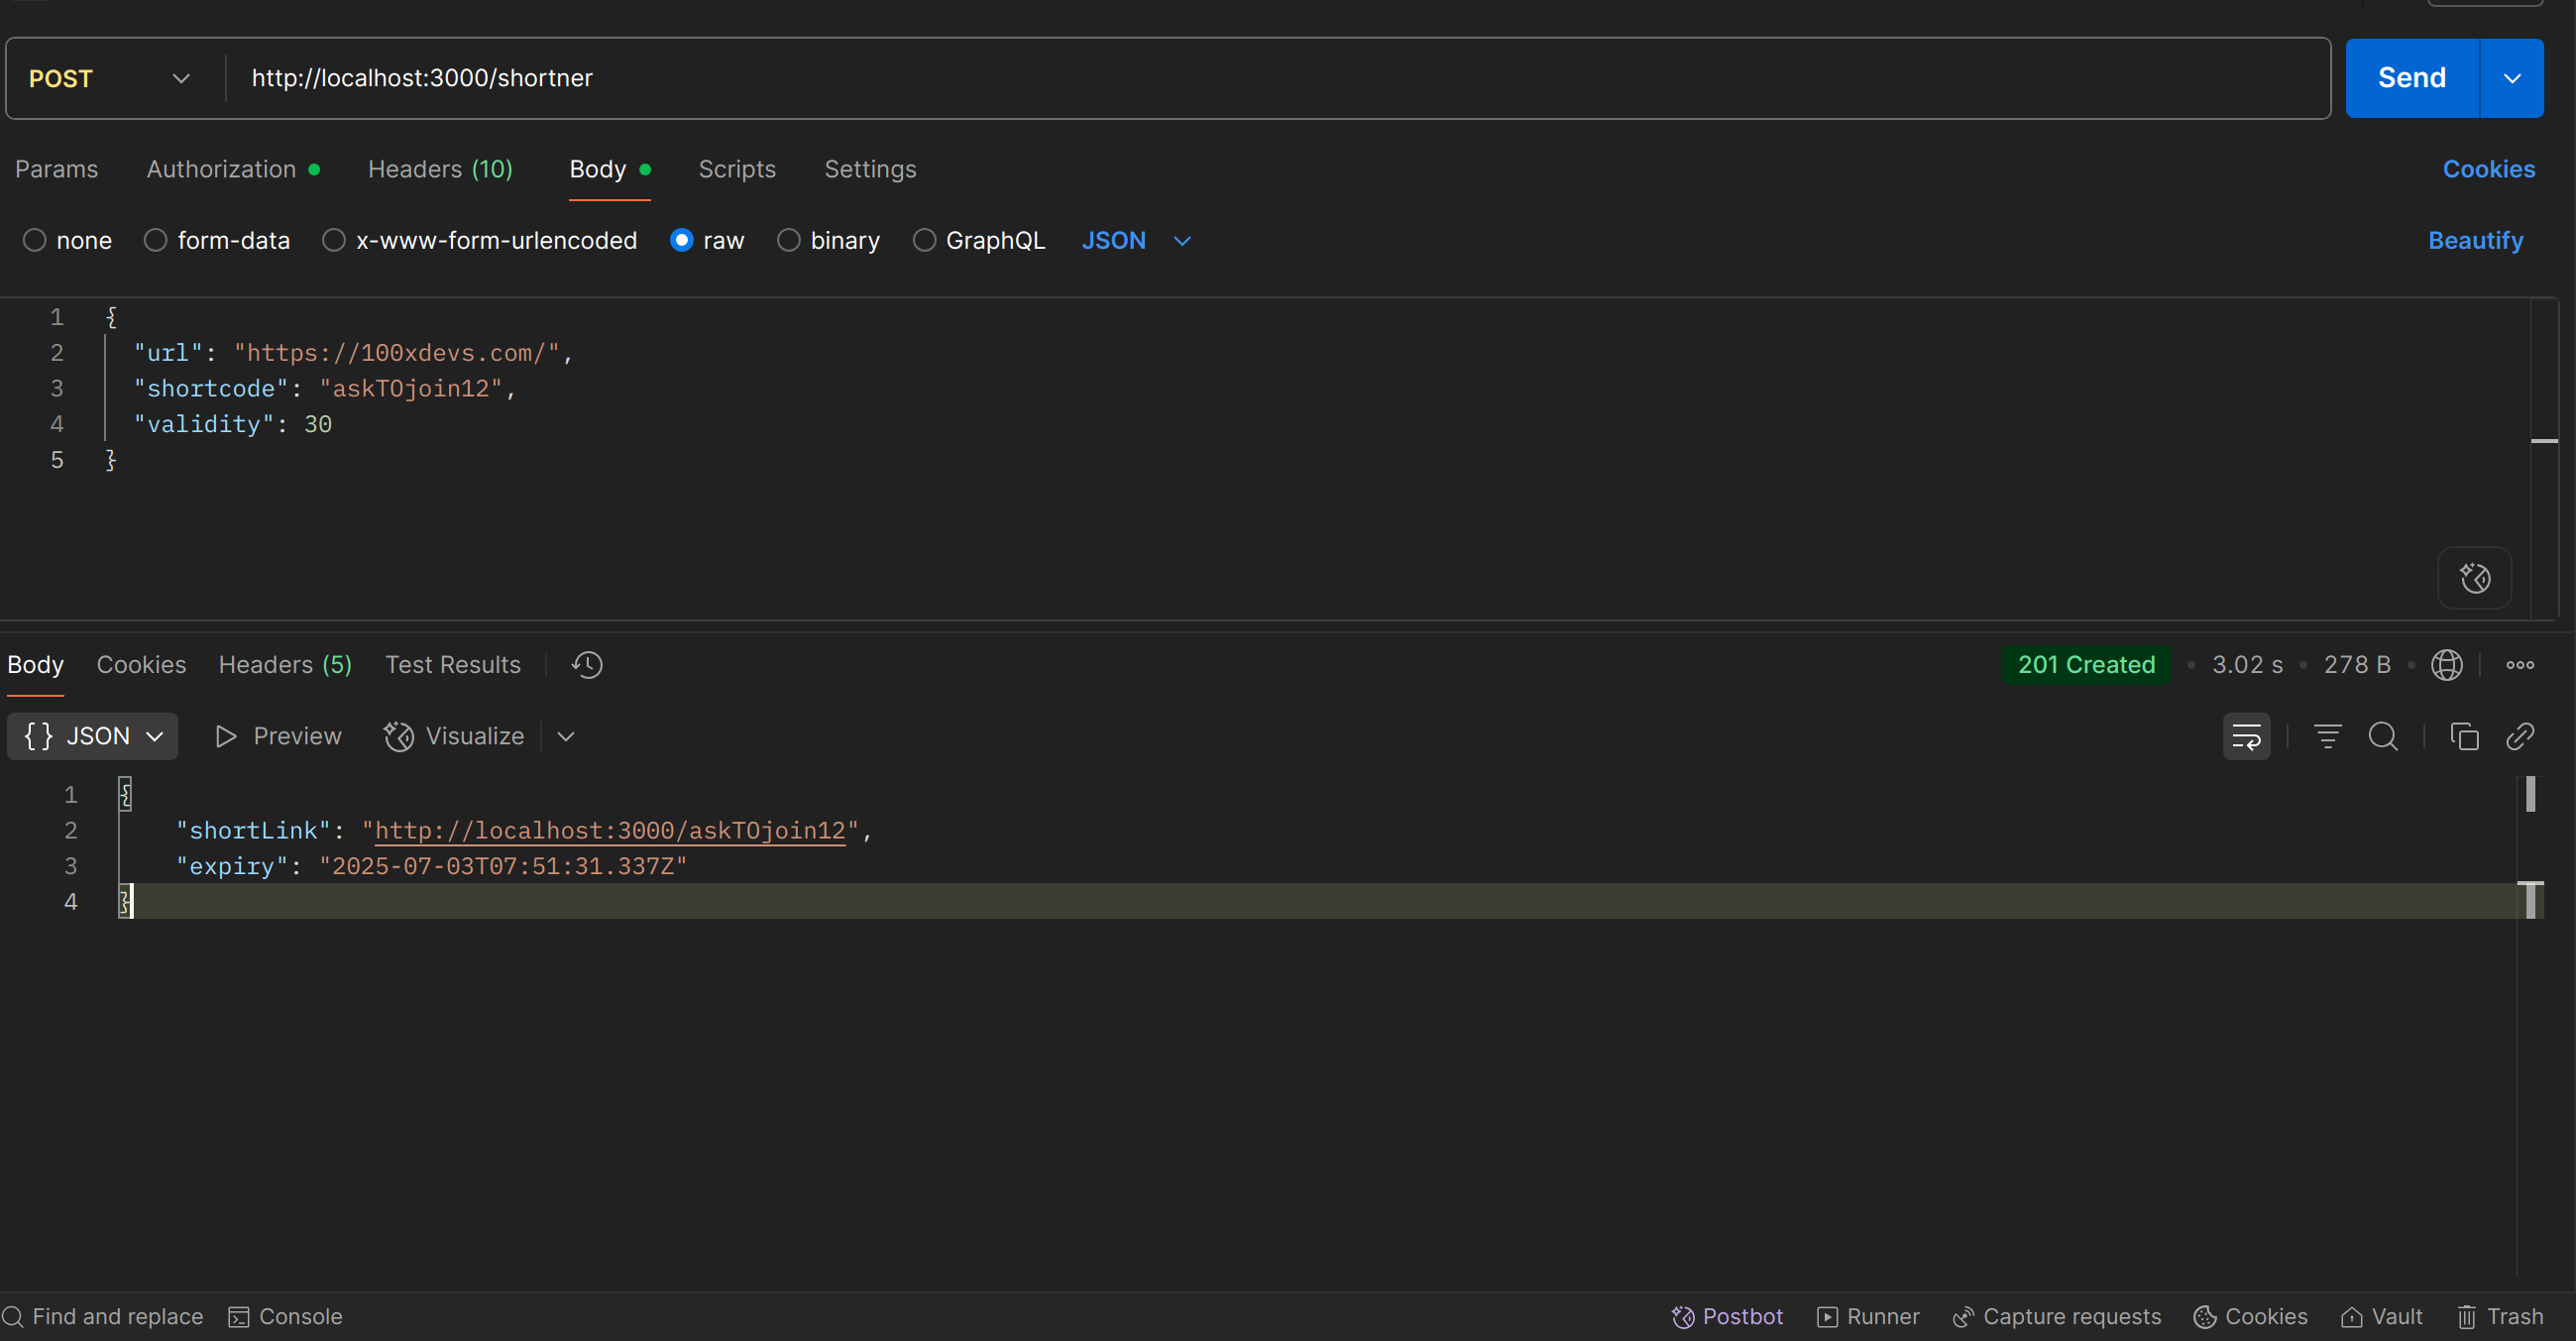 POST http://localhost:3000/shortner Send
Params Authorization Headers (10) Body Scripts Settings Cookies
none form-data x-www-form-urlencoded raw binary GraphQL JSON Beautify
1 {
2 "url": "https://100xdevs.com/",
3 "shortcode": "askTOjoin12",
4 "validity": 30
5 }
Body Cookies Headers (5) Test Results 201 Created • 3.02 s • 278 B •
{} JSON Preview Visualize
1 {
2 "shortLink": "http://localhost:3000/askTOjoin12",
3 "expiry": "2025-07-03T07:51:31.337Z"
4 }
Find and replace Console Postbot Runner Capture requests Cookies Vault Trash